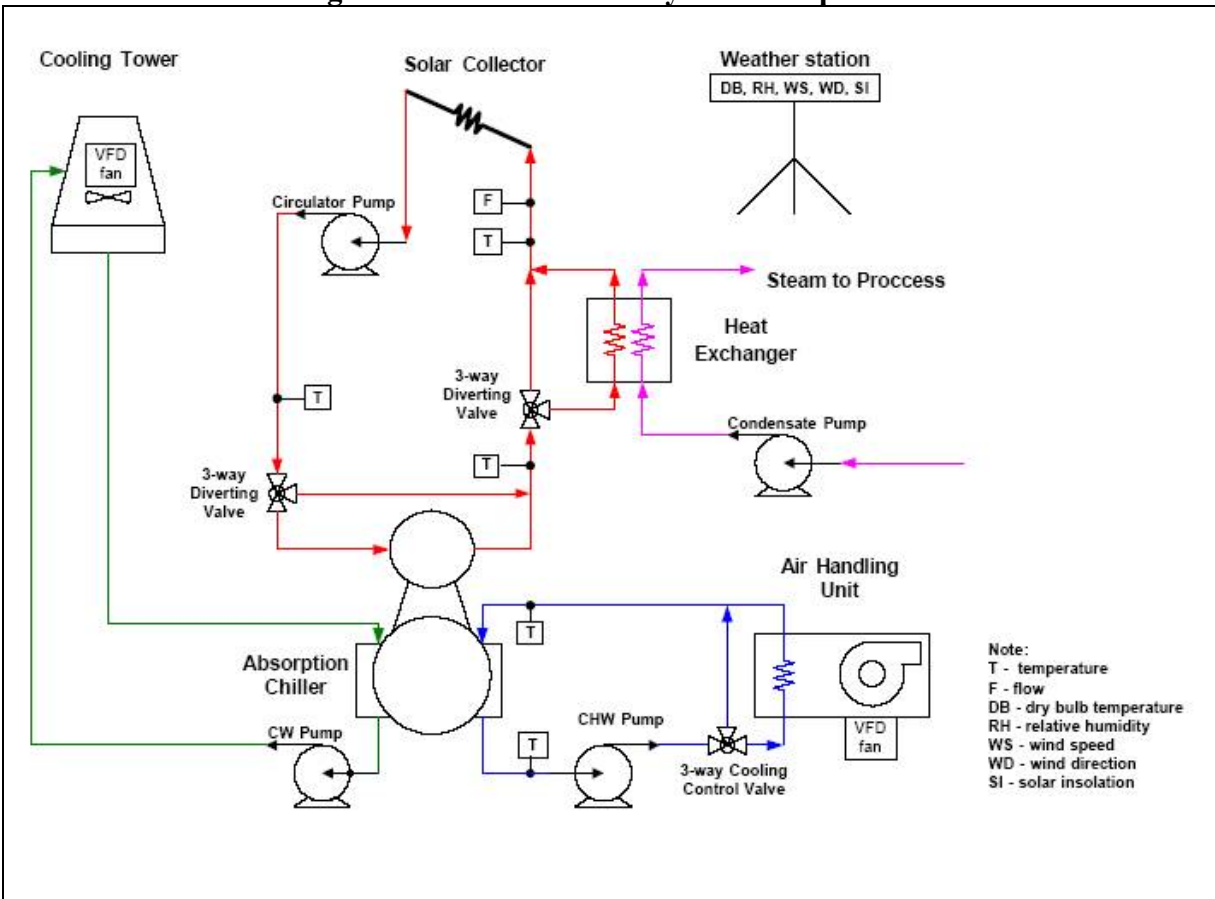 Cooling Tower
VFD
fan
Solar Collector
Weather station
DB, RH, WS, WD, SI
Circulator Pump
F
T
Steam to Proccess
Heat
Exchanger
3-way
Diverting
Valve
Condensate Pump
T
T
3-way
Diverting
Valve
Air Handling
Unit
T
Absorption
Chiller
CW Pump
T
CHW Pump
3-way Cooling
Control Valve
VFD
fan
Note:
T - temperature
F - flow
DB - dry bulb temperature
RH - relative humidity
WS - wind speed
WD - wind direction
SI - solar insolation